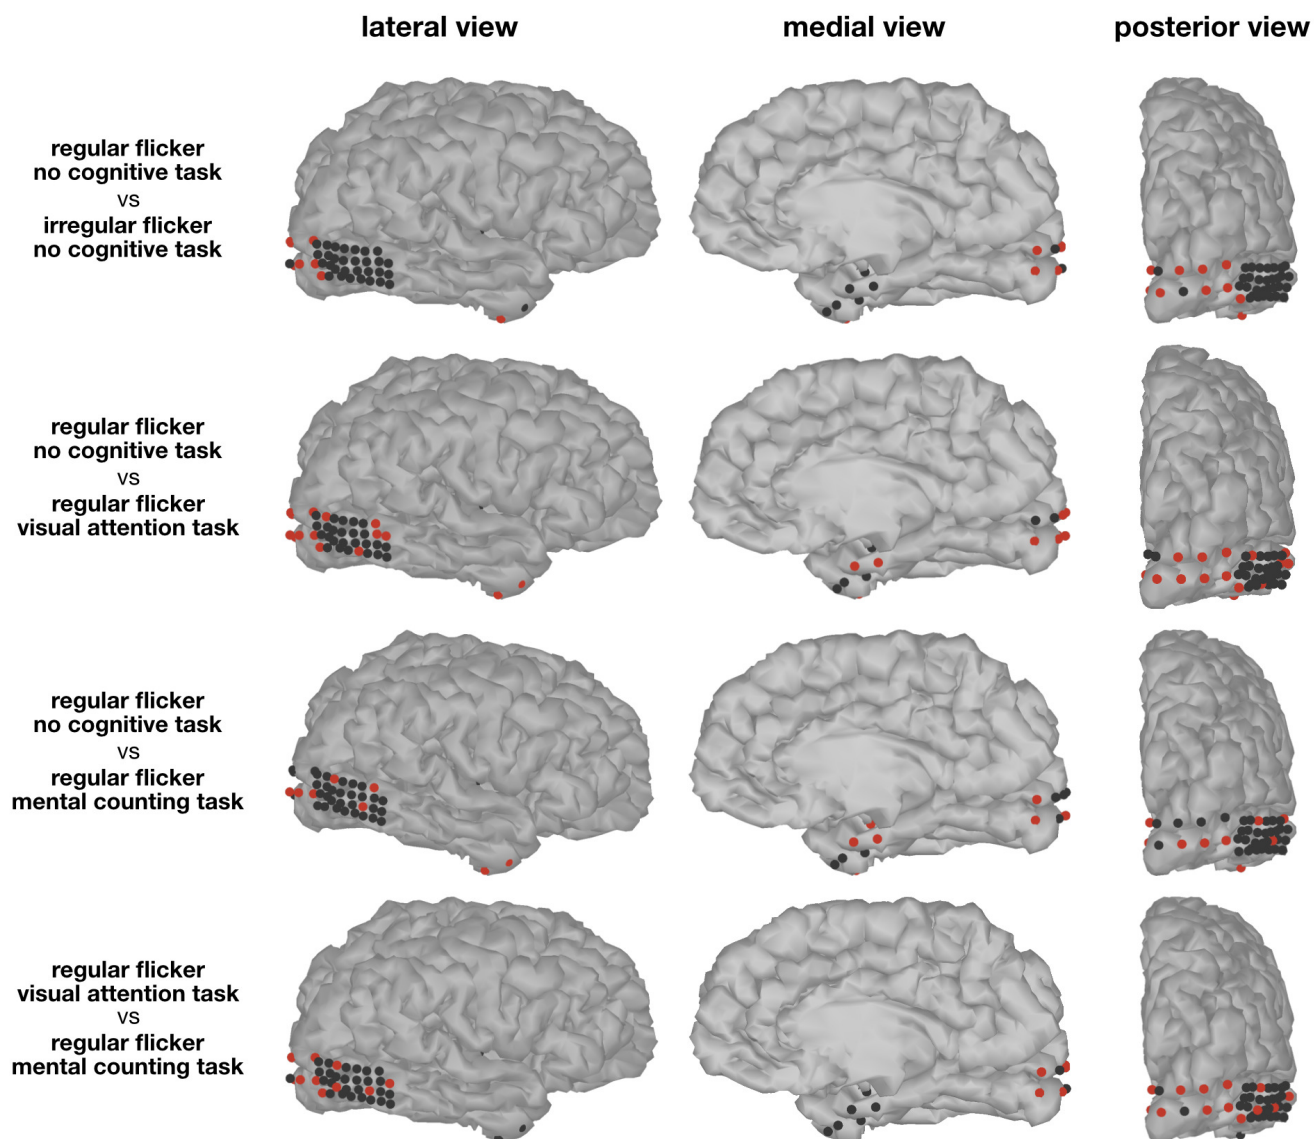 lateral view
medial view
posterior view
regular flicker
no cognitive task
vs
irregular flicker
no cognitive task
regular flicker
no cognitive task
vs
regular flicker
visual attention task
regular flicker
no cognitive task
vs
regular flicker
mental counting task
regular flicker
visual attention task
vs
regular flicker
mental counting task